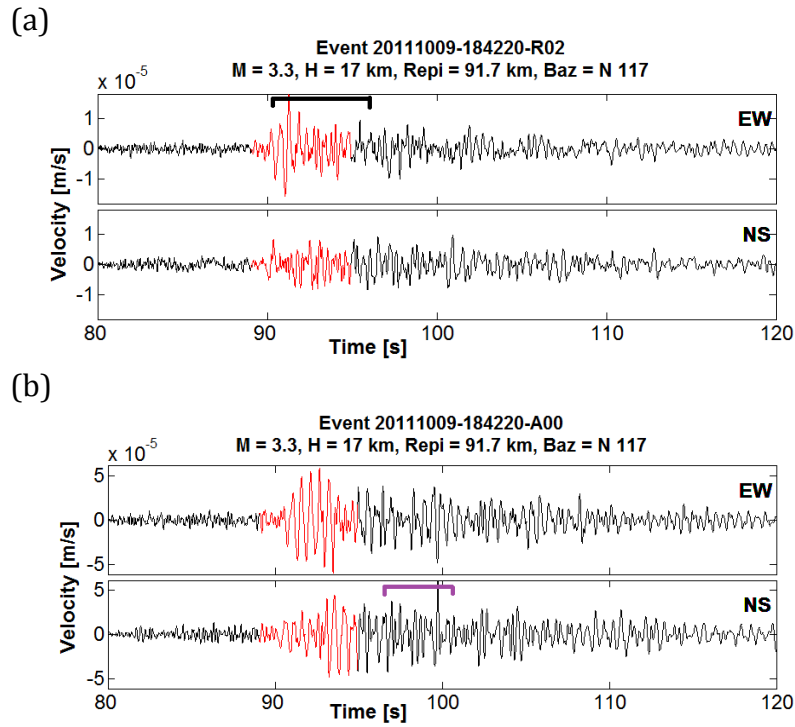 (a)
Event 20111009-184220-R02
M = 3.3, H = 17 km, Repi = 91.7 km, Baz = N 117
x 10^-5
EW
1
0
-1
NS
1
0
-1
Velocity [m/s]
80 90 100 110 120
Time [s]
(b)
Event 20111009-184220-A00
M = 3.3, H = 17 km, Repi = 91.7 km, Baz = N 117
x 10^-5
EW
5
0
-5
NS
5
0
-5
Velocity [m/s]
80 90 100 110 120
Time [s]